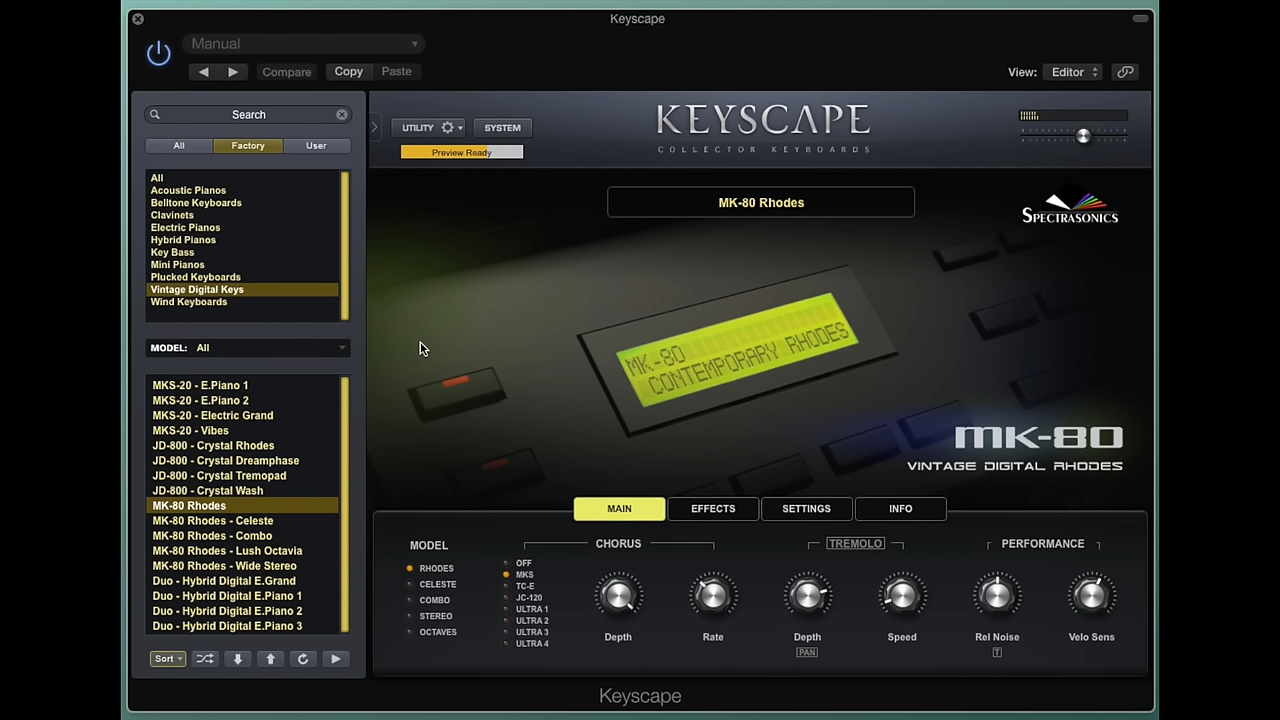 Keyscape
Manual
Compare
Copy
Paste
View:
Editor
Search
All
Factory
User
UTILITY
SYSTEM
Preview Ready
KEYSCAPE
COLLECTOR KEYBOARDS
All
Acoustic Pianos
Belltone Keyboards
Clavinets
Electric Pianos
Hybrid Pianos
Key Bass
Mini Pianos
Plucked Keyboards
Vintage Digital Keys
Wind Keyboards
MODEL: All
MKS-20 - E.Piano 1
MKS-20 - E.Piano 2
MKS-20 - Electric Grand
MKS-20 - Vibes
JD-800 - Crystal Rhodes
JD-800 - Crystal Dreamphase
JD-800 - Crystal Tremopad
JD-800 - Crystal Wash
MK-80 Rhodes
MK-80 Rhodes - Celeste
MK-80 Rhodes - Combo
MK-80 Rhodes - Lush Octavia
MK-80 Rhodes - Wide Stereo
Duo - Hybrid Digital E.Grand
Duo - Hybrid Digital E.Piano 1
Duo - Hybrid Digital E.Piano 2
Duo - Hybrid Digital E.Piano 3
Sort
MK-80 Rhodes
SPECTRASONICS
MK-80
CONTEMPORARY RHODES
MK-80
VINTAGE DIGITAL RHODES
MAIN
EFFECTS
SETTINGS
INFO
MODEL
RHODES
CELESTE
COMBO
STEREO
OCTAVES
CHORUS
OFF
MKS
TC-E
JC-120
ULTRA 1
ULTRA 2
ULTRA 3
ULTRA 4
Depth
Rate
TREMOLO
Depth
PAN
Speed
PERFORMANCE
Rel Noise
T
Velo Sens
Keyscape